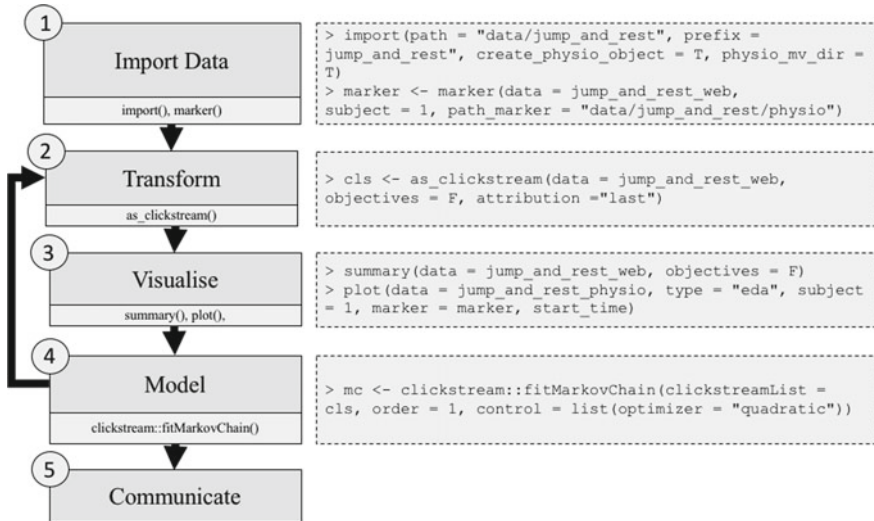 1
Import Data
import(), marker()
> import(path = "data/jump_and_rest", prefix =
jump_and_rest", create_physio_object = T, physio_mv_dir =
T)
> marker <- marker(data = jump_and_rest_web,
subject = 1, path_marker = "data/jump_and_rest/physio")
2
Transform
as_clickstream()
> cls <- as_clickstream(data = jump_and_rest_web,
objectives = F, attribution ="last")
3
Visualise
summary(), plot(),
> summary(data = jump_and_rest_web, objectives = F)
> plot(data = jump_and_rest_physio, type = "eda", subject
= 1, marker = marker, start_time)
4
Model
clickstream::fitMarkovChain()
> mc <- clickstream::fitMarkovChain(clickstreamList =
cls, order = 1, control = list(optimizer = "quadratic"))
5
Communicate